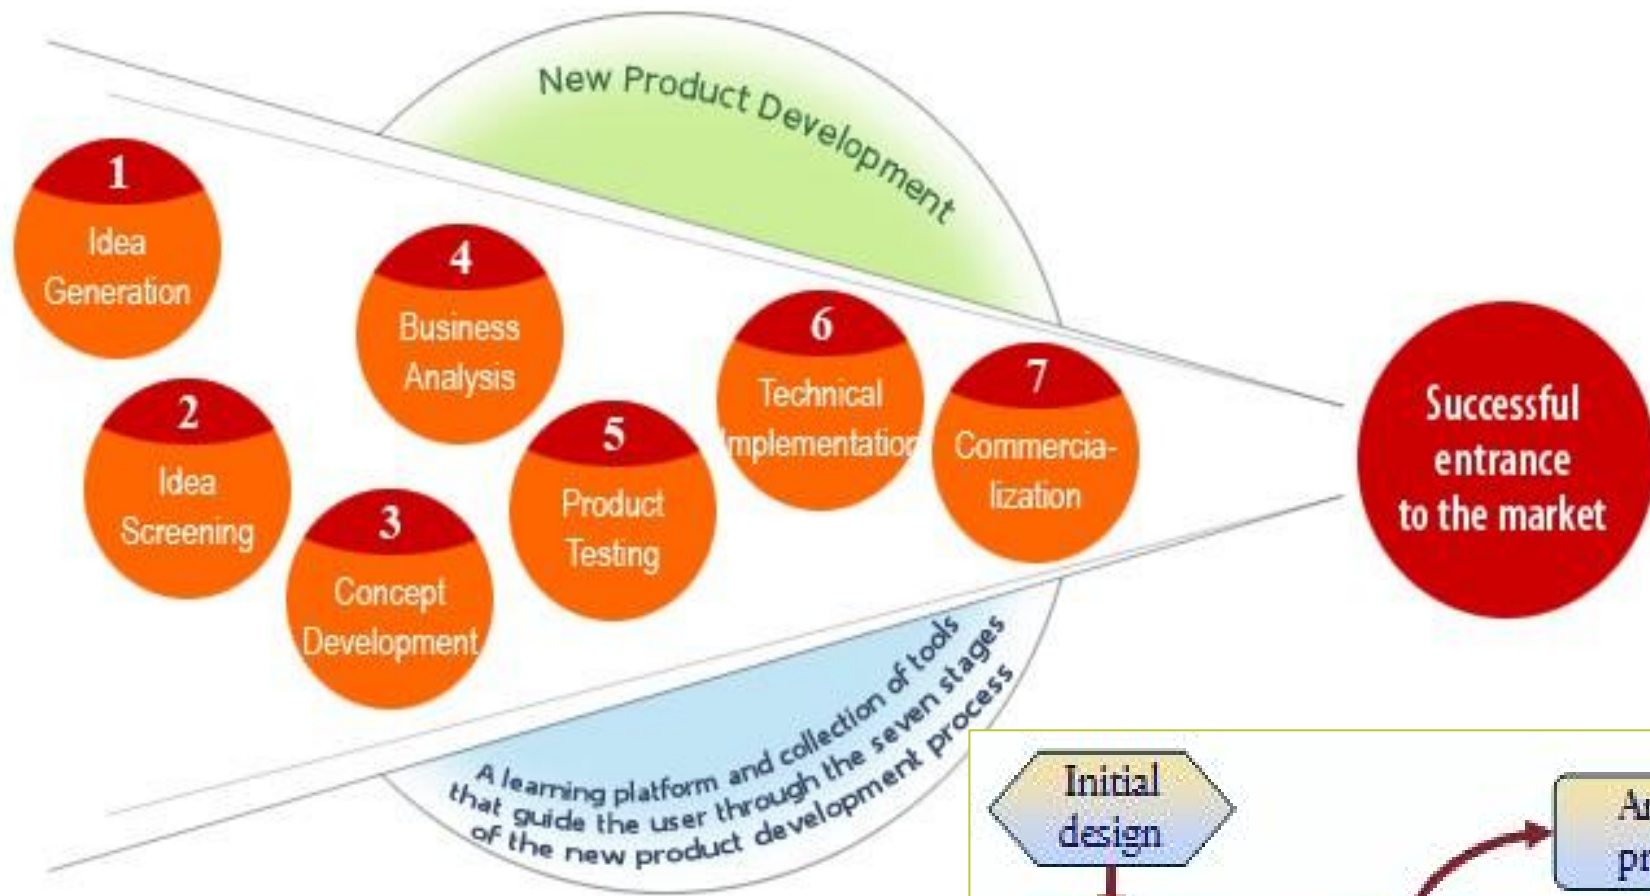 New Product Development
1
Idea
Generation
2
Idea
Screening
3
Concept
Development
4
Business
Analysis
5
Product
Testing
6
Technical
Implementation
7
Commercia-
lization
Successful
entrance
to the market
A learning platform and collection of tools
that guide the user through the seven stages
of the new product development process
Initial
design